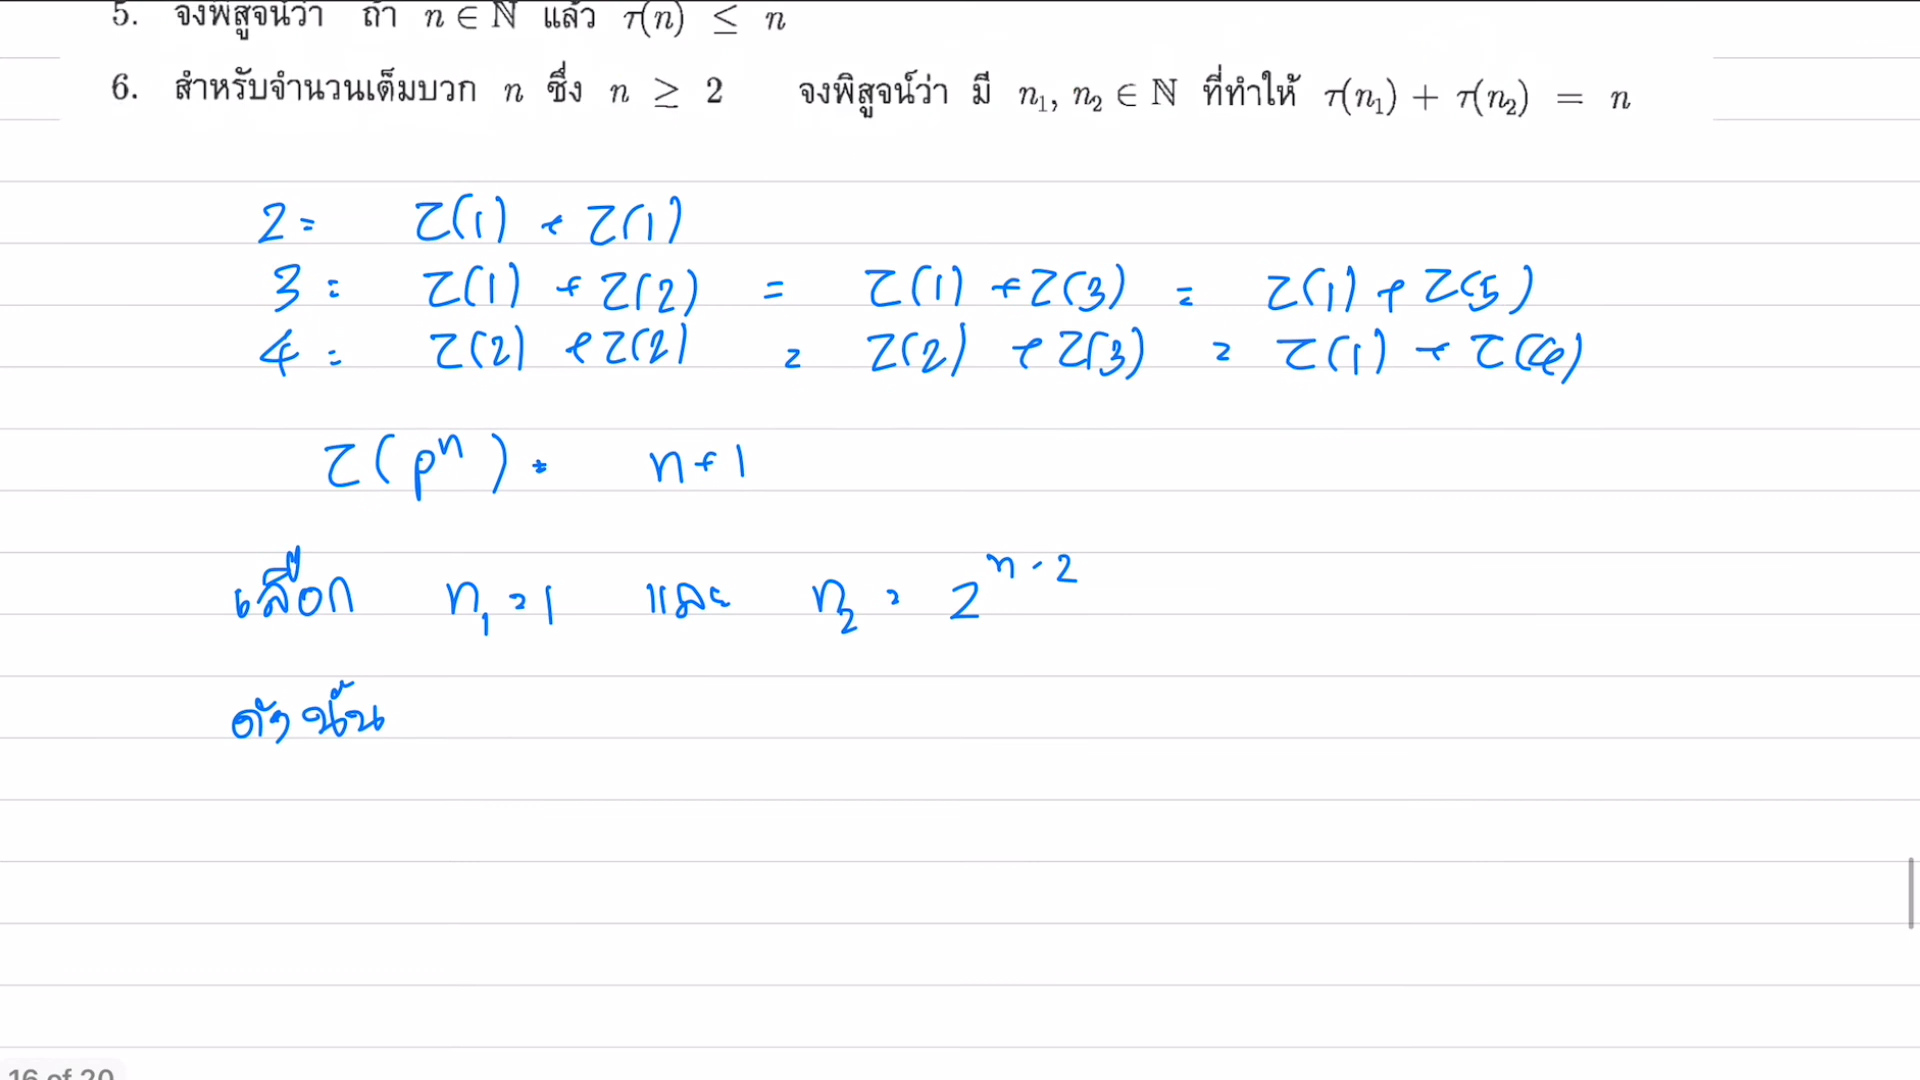 5. จงพิสูจน์ว่า ถ้า n ∈ ℕ แล้ว τ(n) ≤ n
6. สำหรับจำนวนเต็มบวก n ซึ่ง n ≥ 2 จงพิสูจน์ว่า มี n₁, n₂ ∈ ℕ ที่ทำให้ τ(n₁) + τ(n₂) = n
2 = τ(1) + τ(1)
3 = τ(1) + τ(2) = τ(1) + τ(3) = τ(1) + τ(5)
4 = τ(2) + τ(2) = τ(2) + τ(3) = τ(1) + τ(4)
τ(pⁿ) = n+1
เลือก n₁ = 1 และ n₂ = 2ⁿ⁻²
ดังนั้น
16 of 20